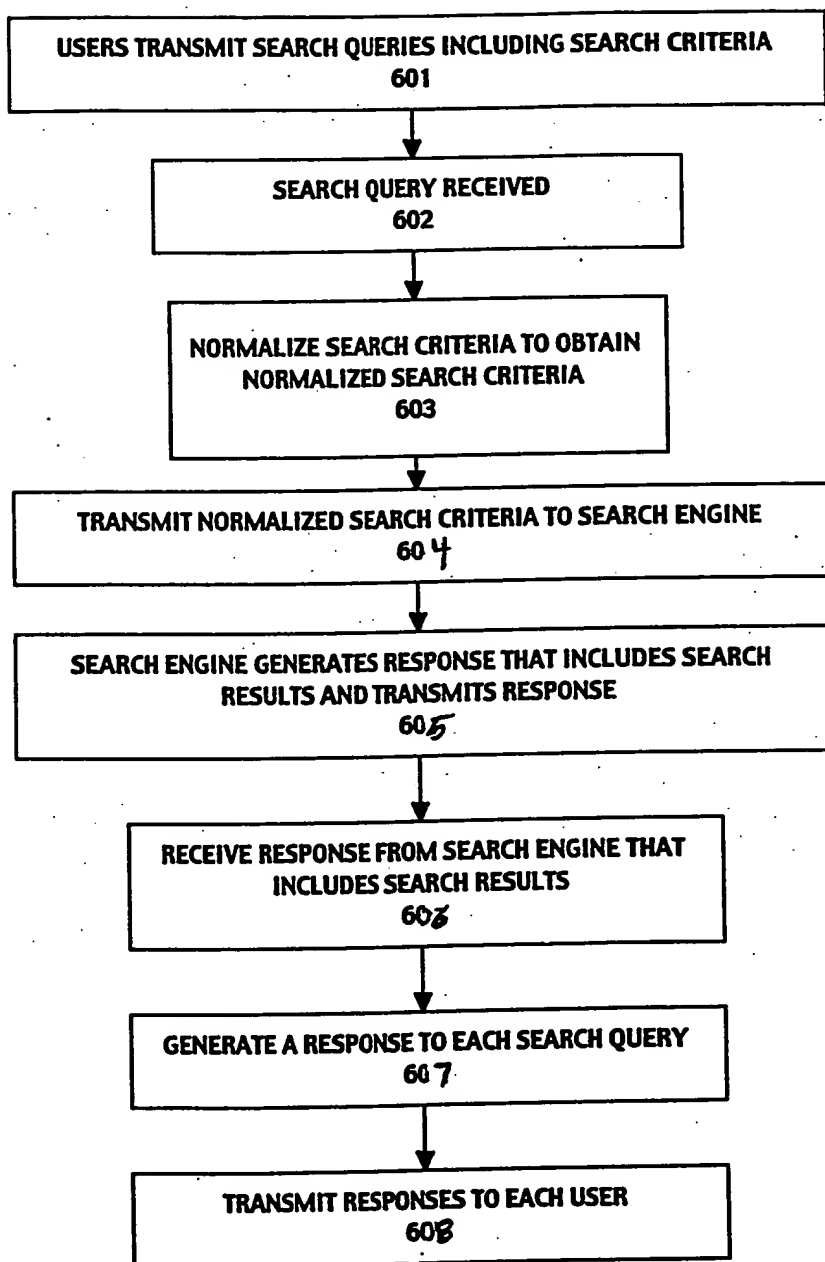 USERS TRANSMIT SEARCH QUERIES INCLUDING SEARCH CRITERIA
601
SEARCH QUERY RECEIVED
602
NORMALIZE SEARCH CRITERIA TO OBTAIN
NORMALIZED SEARCH CRITERIA
603
TRANSMIT NORMALIZED SEARCH CRITERIA TO SEARCH ENGINE
604
SEARCH ENGINE GENERATES RESPONSE THAT INCLUDES SEARCH
RESULTS AND TRANSMITS RESPONSE
605
RECEIVE RESPONSE FROM SEARCH ENGINE THAT
INCLUDES SEARCH RESULTS
606
GENERATE A RESPONSE TO EACH SEARCH QUERY
607
TRANSMIT RESPONSES TO EACH USER
608